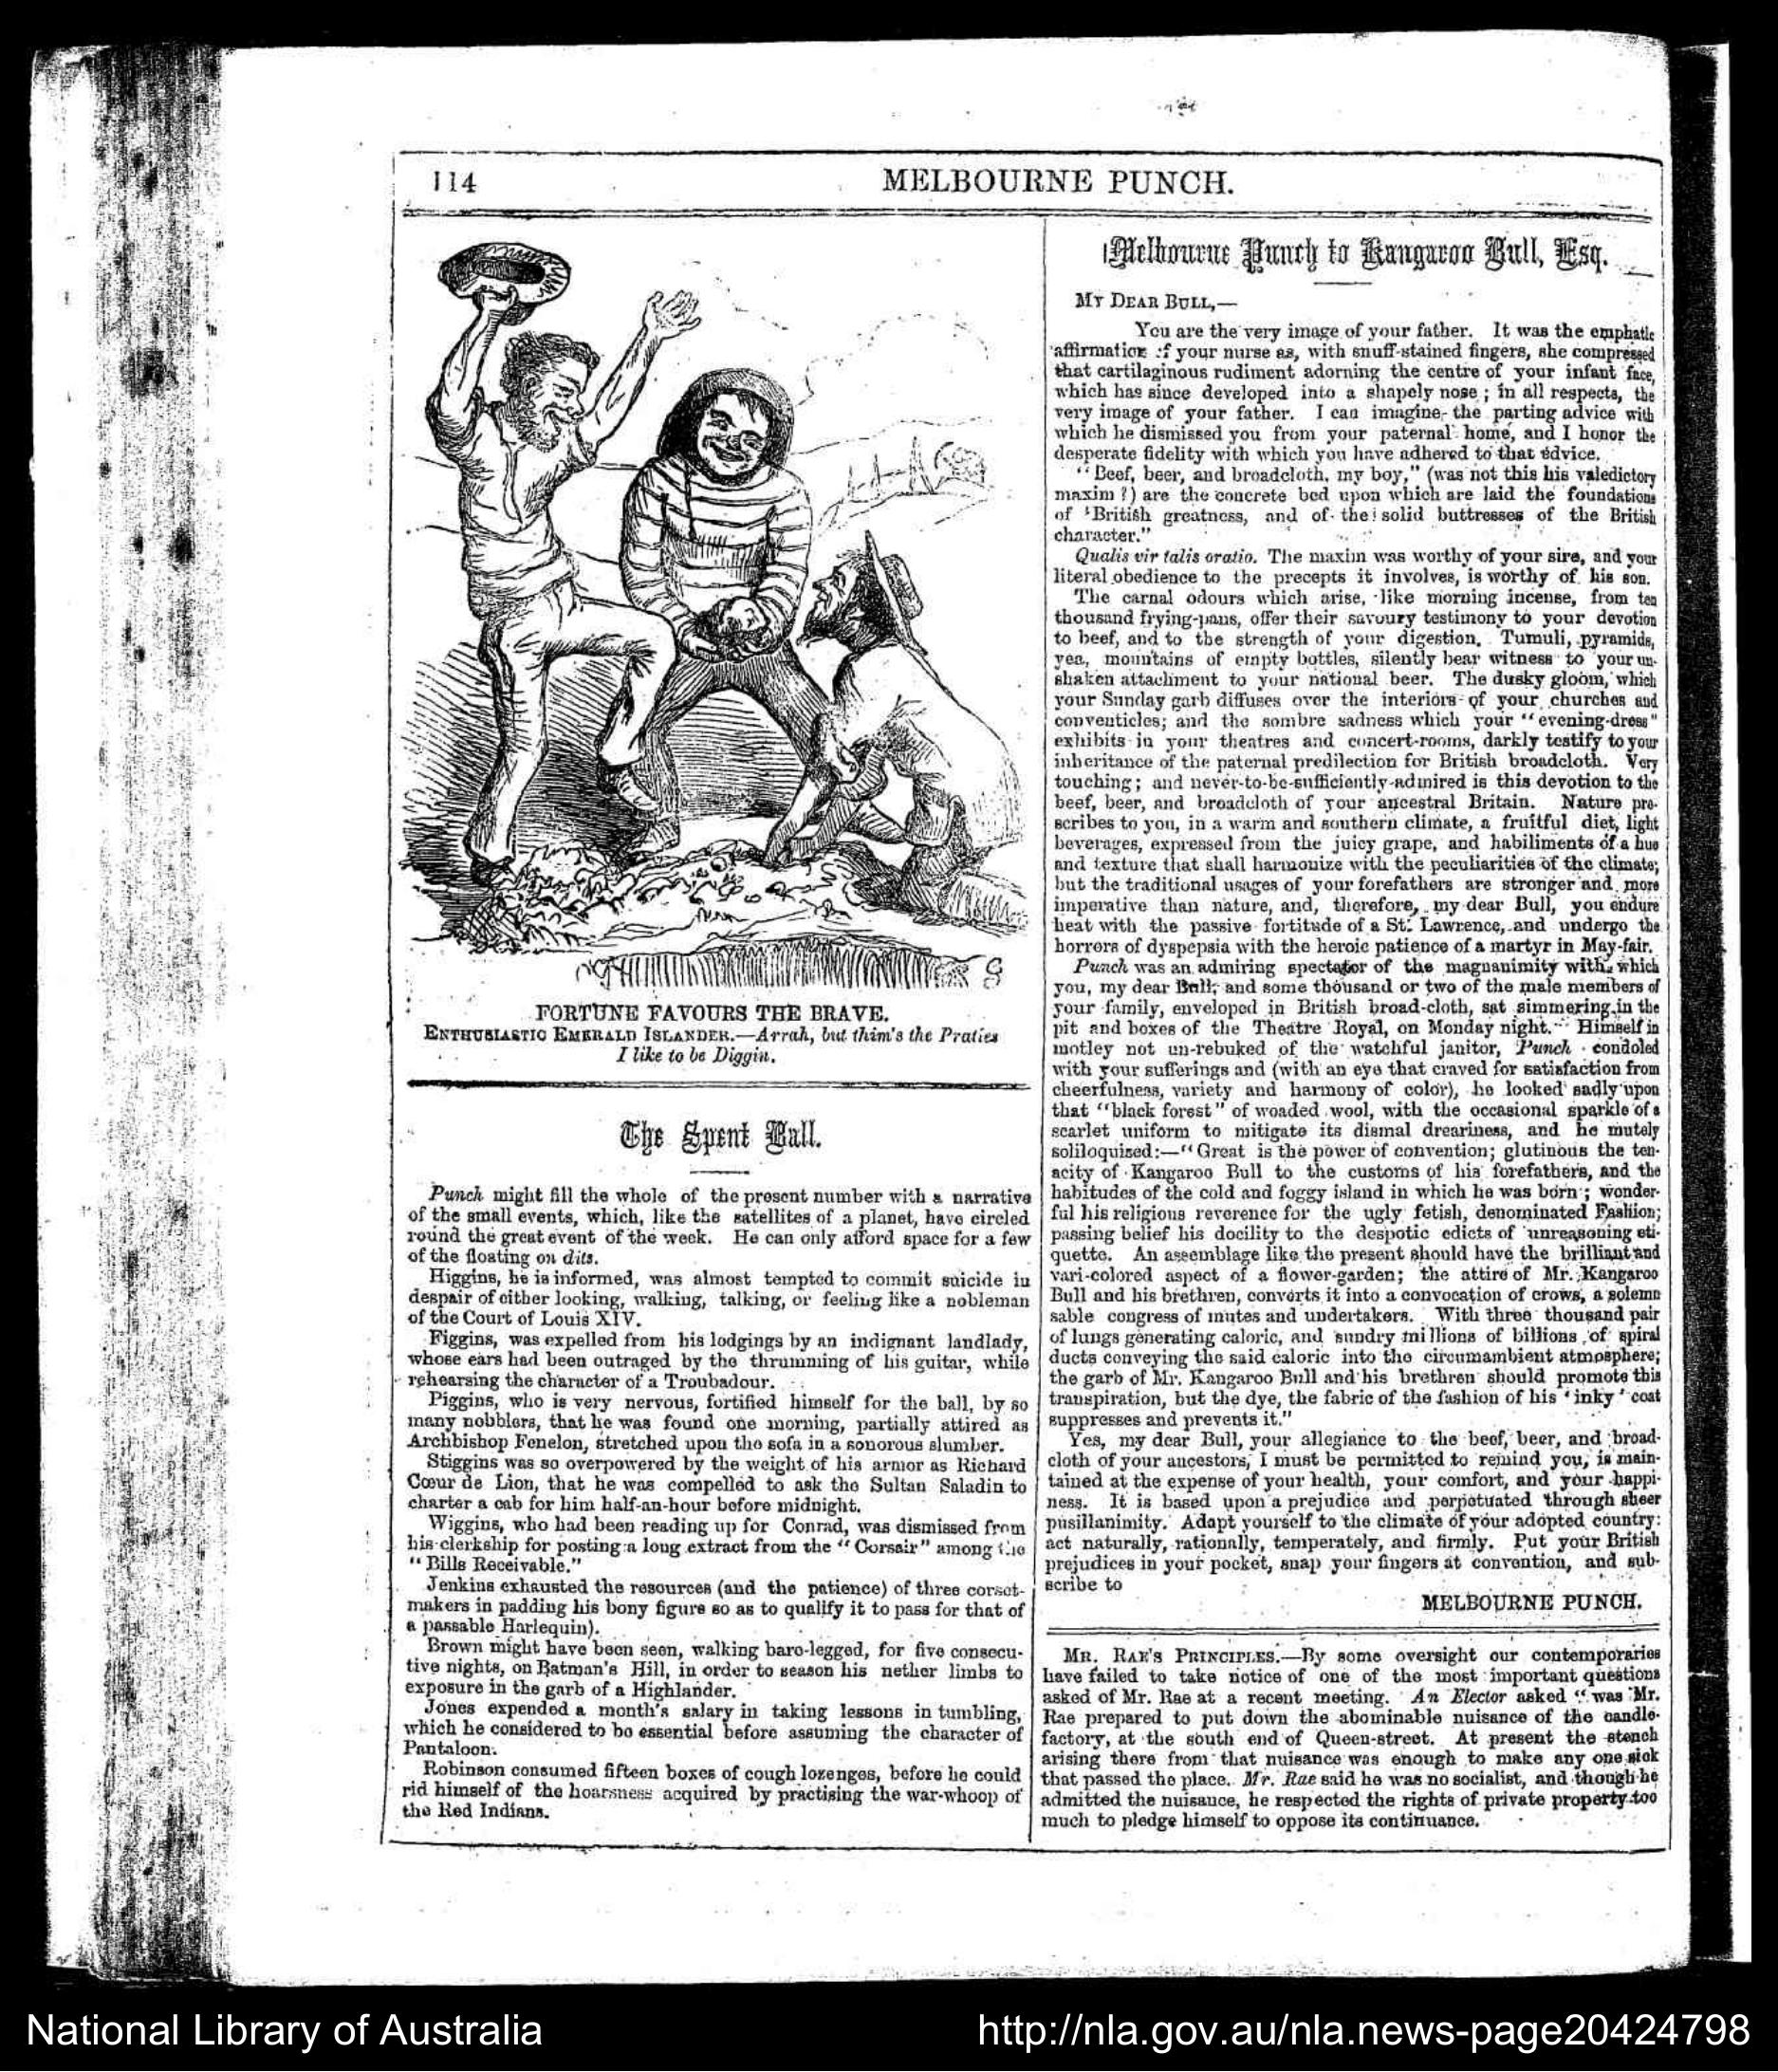 114
MELBOURNE PUNCH.
FORTUNE FAVOURS THE BRAVE.
ENTHUSIASTIC EMERALD ISLANDER.—Arrah, but thim's the Praties
I like to be Diggin.
The Spent Ball.
Punch might fill the whole of the present number with a narrative
of the small events, which, like the satellites of a planet, have circled
round the great event of the week. He can only afford space for a few
of the floating on dits.
Higgins, he is informed, was almost tempted to commit suicide in
despair of either looking, walking, talking, or feeling like a nobleman
of the Court of Louis XIV.
Figgins, was expelled from his lodgings by an indignant landlady,
whose ears had been outraged by the thrumming of his guitar, while
rehearsing the character of a Troubadour.
Piggins, who is very nervous, fortified himself for the ball, by so
many nobblers, that he was found one morning, partially attired as
Archbishop Fenelon, stretched upon the sofa in a sonorous slumber.
Stiggins was so overpowered by the weight of his armor as Richard
Cœur de Lion, that he was compelled to ask the Sultan Saladin to
charter a cab for him half-an-hour before midnight.
Wiggins, who had been reading up for Conrad, was dismissed from
his clerkship for posting a long extract from the "Corsair" among the
"Bills Receivable."
Jenkins exhausted the resources (and the patience) of three corset-
makers in padding his bony figure so as to qualify it to pass for that of
a passable Harlequin).
Brown might have been seen, walking bare-legged, for five consecu-
tive nights, on Batman's Hill, in order to season his nether limbs to
exposure in the garb of a Highlander.
Jones expended a month's salary in taking lessons in tumbling,
which he considered to be essential before assuming the character of
Pantaloon.
Robinson consumed fifteen boxes of cough lozenges, before he could
rid himself of the hoarsness acquired by practising the war-whoop of
the Red Indians.
Melbourne Punch to Kangaroo Bull, Esq.
MY DEAR BULL,—
You are the very image of your father. It was the emphatic
affirmation of your nurse as, with snuff-stained fingers, she compressed
that cartilaginous rudiment adorning the centre of your infant face,
which has since developed into a shapely nose; in all respects, the
very image of your father. I can imagine the parting advice with
which he dismissed you from your paternal home, and I honor the
desperate fidelity with which you have adhered to that advice.
"Beef, beer, and broadcloth, my boy," (was not this his valedictory
maxim?) are the concrete bed upon which are laid the foundations
of British greatness, and of the solid buttresses of the British
character."
Qualis vir talis oratio. The maxim was worthy of your sire, and your
literal obedience to the precepts it involves, is worthy of his son.
The carnal odours which arise, like morning incense, from ten
thousand frying-pans, offer their savoury testimony to your devotion
to beef, and to the strength of your digestion. Tumuli, pyramids,
yea, mountains of empty bottles, silently bear witness to your un-
shaken attachment to your national beer. The dusky gloom, which
your Sunday garb diffuses over the interiors of your churches and
conventicles; and the sombre sadness which your "evening-dress"
exhibits in your theatres and concert-rooms, darkly testify to your
inheritance of the paternal predilection for British broadcloth. Very
touching; and never-to-be-sufficiently-admired is this devotion to the
beef, beer, and broadcloth of your ancestral Britain. Nature pre-
scribes to you, in a warm and southern climate, a fruitful diet, light
beverages, expressed from the juicy grape, and habiliments of a hue
and texture that shall harmonize with the peculiarities of the climate;
but the traditional usages of your forefathers are stronger and more
imperative than nature, and, therefore, my dear Bull, you endure
heat with the passive fortitude of a St. Lawrence, and undergo the
horrors of dyspepsia with the heroic patience of a martyr in May-fair.
Punch was an admiring spectator of the magnanimity with which
you, my dear Bull, and some thousand or two of the male members of
your family, enveloped in British broad-cloth, sat simmering in the
pit and boxes of the Theatre Royal, on Monday night. Himself in
motley not un-rebuked of the watchful janitor, Punch condoled
with your sufferings and (with an eye that craved for satisfaction from
cheerfulness, variety and harmony of color), he looked sadly upon
that "black forest" of woaded wool, with the occasional sparkle of a
scarlet uniform to mitigate its dismal dreariness, and he mutely
soliloquised:—"Great is the power of convention; glutinous the ten-
acity of Kangaroo Bull to the customs of his forefathers, and the
habitudes of the cold and foggy island in which he was born; wonder-
ful his religious reverence for the ugly fetish, denominated Fashion;
passing belief his docility to the despotic edicts of unreasoning eti-
quette. An assemblage like the present should have the brilliant and
vari-colored aspect of a flower-garden; the attire of Mr. Kangaroo
Bull and his brethren, converts it into a convocation of crows, a solemn
sable congress of mutes and undertakers. With three thousand pair
of lungs generating caloric, and sundry millions of billions of spiral
ducts conveying the said caloric into the circumambient atmosphere;
the garb of Mr. Kangaroo Bull and his brethren should promote this
transpiration, but the dye, the fabric of the fashion of his 'inky' coat
suppresses and prevents it."
Yes, my dear Bull, your allegiance to the beef, beer, and broad-
cloth of your ancestors, I must be permitted to remind you, is main-
tained at the expense of your health, your comfort, and your happi-
ness. It is based upon a prejudice and perpetuated through sheer
pusillanimity. Adapt yourself to the climate of your adopted country:
act naturally, rationally, temperately, and firmly. Put your British
prejudices in your pocket, snap your fingers at convention, and sub-
scribe to
MELBOURNE PUNCH.
MR. RAE'S PRINCIPLES.—By some oversight our contemporaries
have failed to take notice of one of the most important questions
asked of Mr. Rae at a recent meeting. An Elector asked "was Mr.
Rae prepared to put down the abominable nuisance of the candle-
factory, at the south end of Queen-street. At present the stench
arising there from that nuisance was enough to make any one sick
that passed the place. Mr. Rae said he was no socialist, and though he
admitted the nuisance, he respected the rights of private property too
much to pledge himself to oppose its continuance.
National Library of Australia
http://nla.gov.au/nla.news-page20424798